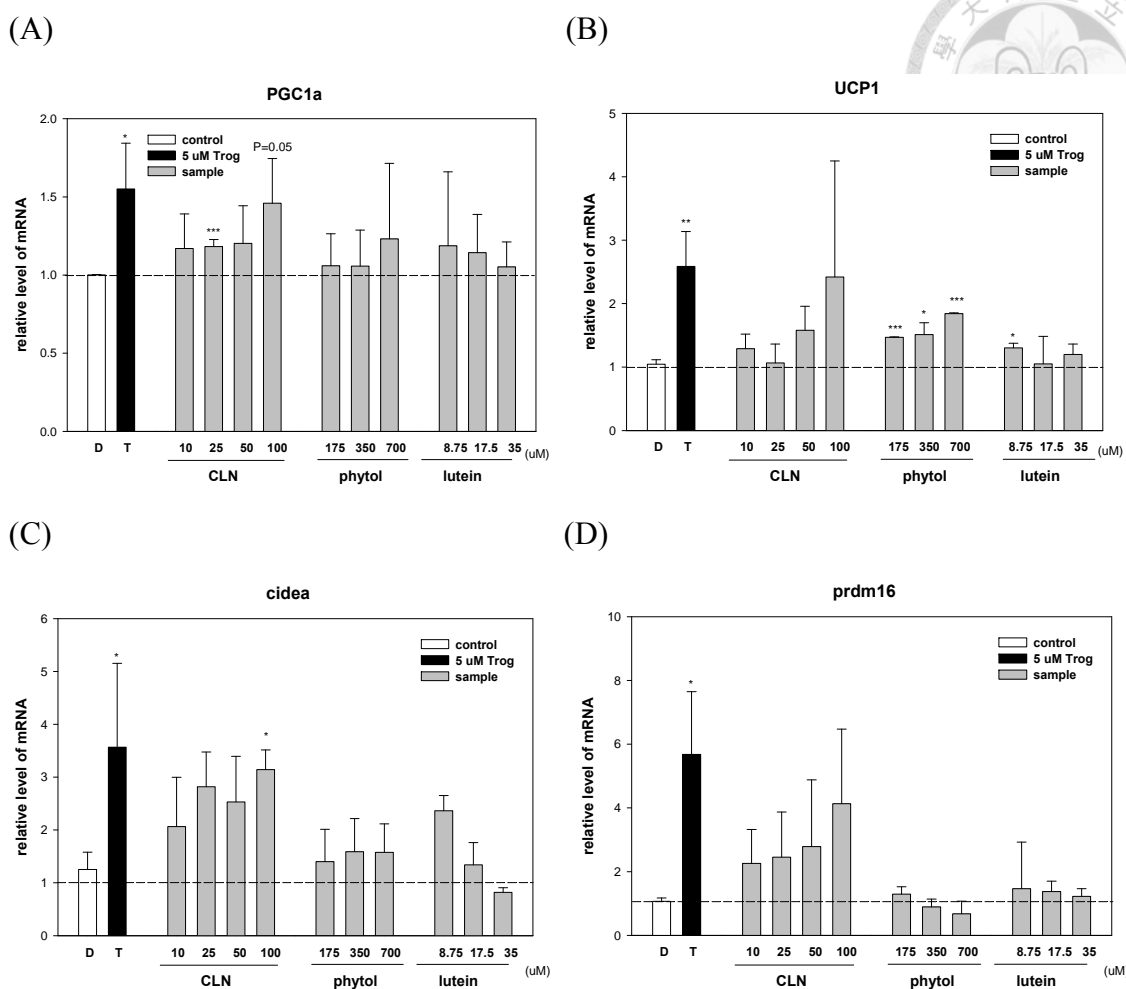 (A)
PGC1a
relative level of mRNA
2.0
1.5
1.0
0.5
0.0
control
5 uM Trog
sample
*
***
P=0.05
D T 10 25 50 100 175 350 700 8.75 17.5 35 (uM)
CLN phytol lutein
(B)
學 大 立
UCP1
relative level of mRNA
5
4
3
2
1
0
control
5 uM Trog
sample
**
*** * *** *
D T 10 25 50 100 175 350 700 8.75 17.5 35 (uM)
CLN phytol lutein
(C)
cidea
relative level of mRNA
6
5
4
3
2
1
0
control
5 uM Trog
sample
*
*
D T 10 25 50 100 175 350 700 8.75 17.5 35
(uM)
CLN phytol lutein
(D)
prdm16
relative level of mRNA
10
8
6
4
2
0
control
5 uM Trog
sample
*
D T 10 25 50 100 175 350 700 8.75 17.5 35
(uM)
CLN phytol lutein